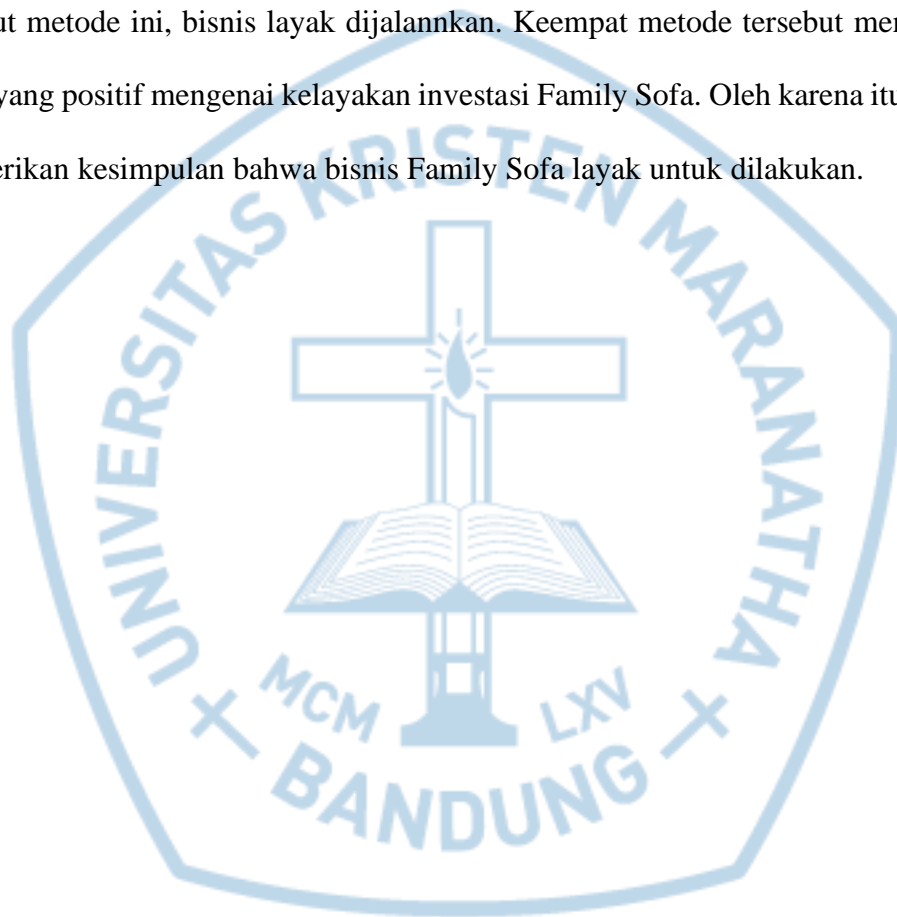 ut metode ini, bisnis layak dijalannkan. Keempat metode tersebut mer
yang positif mengenai kelayakan investasi Family Sofa. Oleh karena itu
erikan kesimpulan bahwa bisnis Family Sofa layak untuk dilakukan.
UNIVERSITAS KRISTEN MARANATHA
MCM LXV
BANDUNG